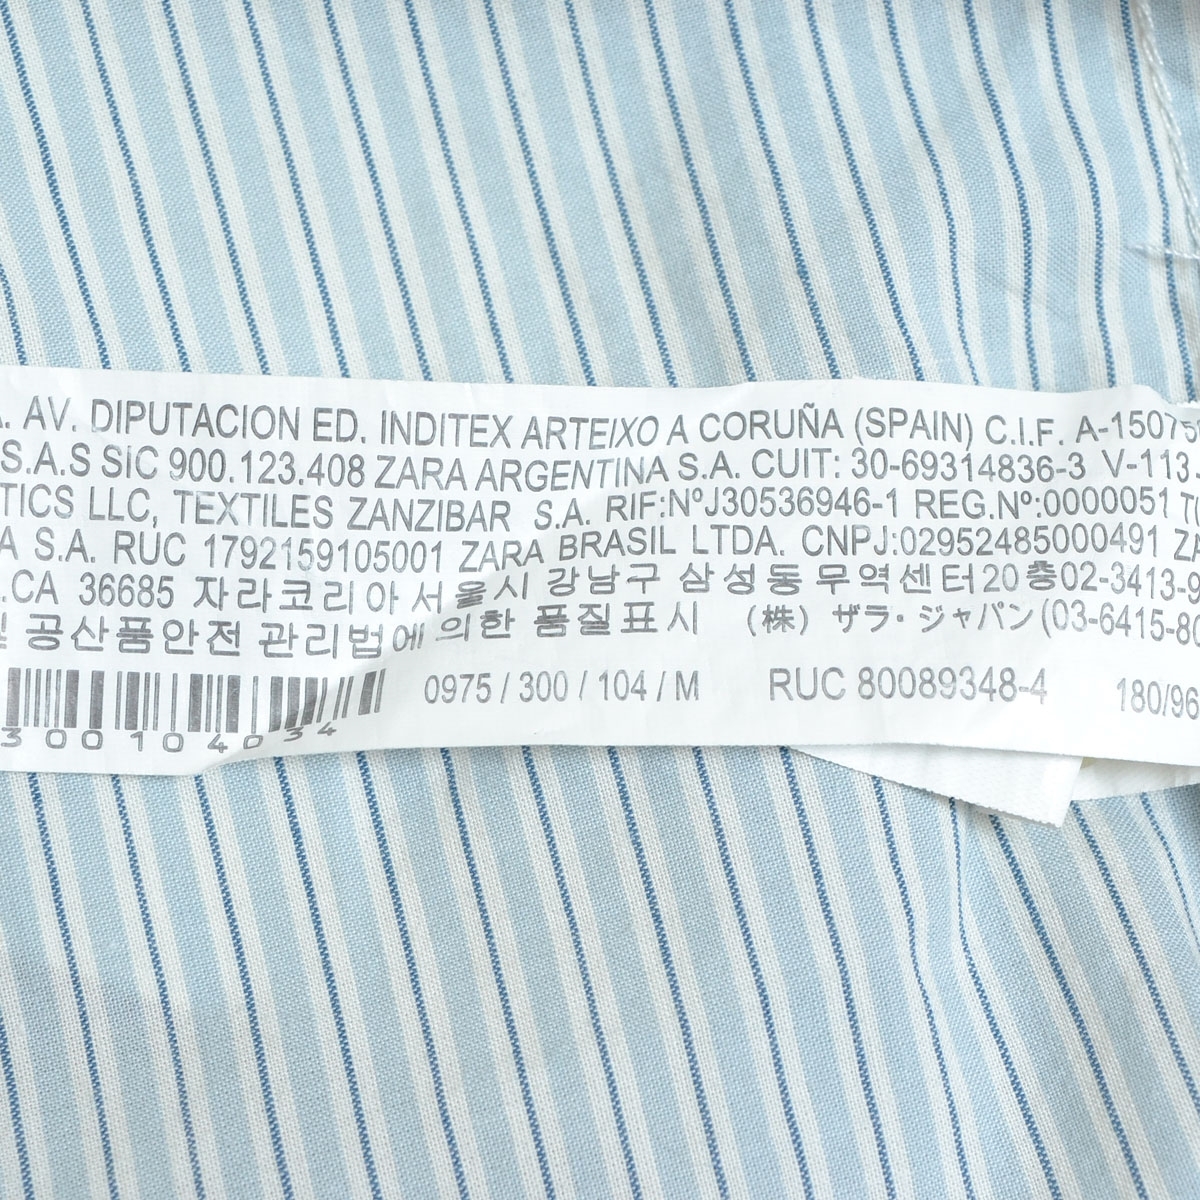 . AV. DIPUTACION ED. INDITEX ARTEIXO A CORUÑA (SPAIN) C.I.F. A-15075
S.A.S SIC 900.123.408 ZARA ARGENTINA S.A. CUIT: 30-69314836-3 V-113
TICS LLC, TEXTILES ZANZIBAR S.A. RIF:NºJ30536946-1 REG.Nº:0000051
A S.A. RUC 1792159105001 ZARA BRASIL LTDA. CNPJ:02952485000491 ZA
.CA 36685 자라코리아 서울시 강남구 삼성동 무역센터20층02-3413-9
공산품안전 관리법에 의한 품질표시 (株) ザラ・ジャパン(03-6415-80
300104034 0975 / 300 / 104 / M RUC 80089348-4 180/96